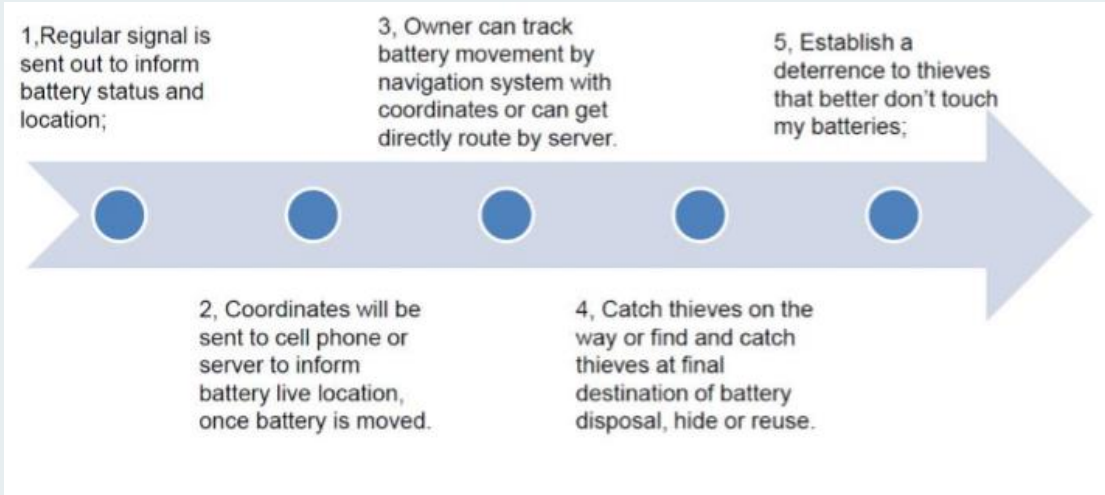 1,Regular signal is
sent out to inform
battery status and
location;
2, Coordinates will be
sent to cell phone or
server to inform
battery live location,
once battery is moved.
3, Owner can track
battery movement by
navigation system with
coordinates or can get
directly route by server.
4, Catch thieves on the
way or find and catch
thieves at final
destination of battery
disposal, hide or reuse.
5, Establish a
deterrence to thieves
that better don't touch
my batteries;